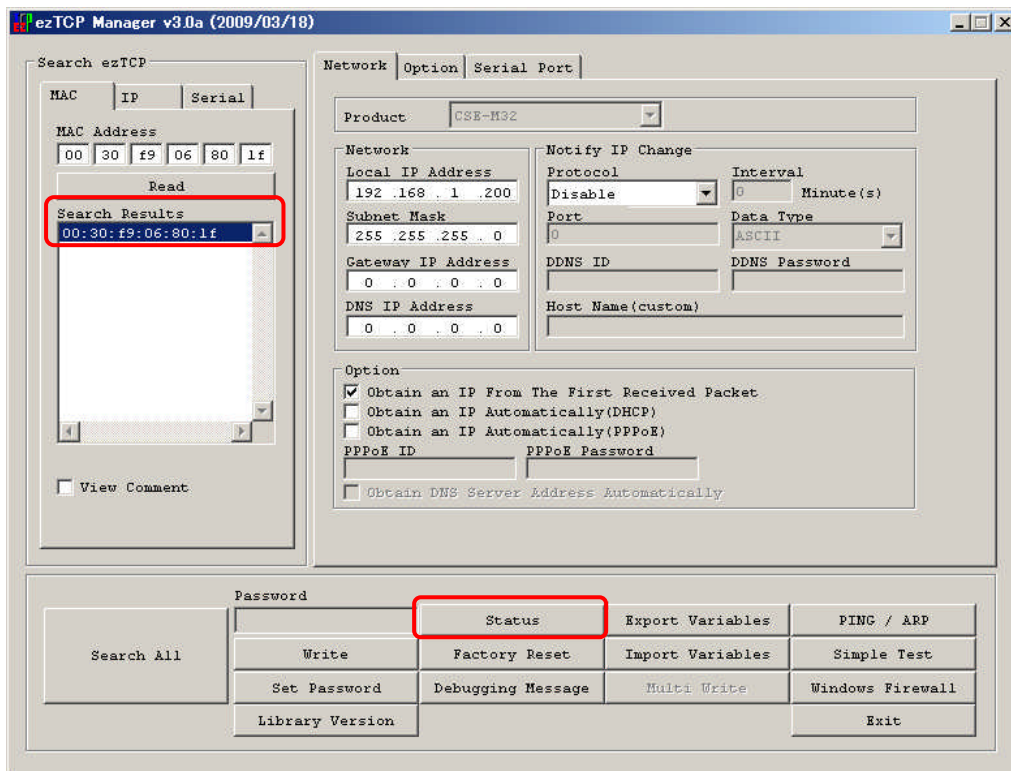 ezTCP Manager v3.0a (2009/03/18)
Search ezTCP
MAC IP Serial
MAC Address
00 30 f9 06 80 1f
Read
Search Results
00:30:f9:06:80:1f
View Comment
Network Option Serial Port
Product CSE-M32
Network
Local IP Address
192 .168 . 1 .200
Subnet Mask
255 .255 .255 . 0
Gateway IP Address
0 . 0 . 0 . 0
DNS IP Address
0 . 0 . 0 . 0
Notify IP Change
Protocol Interval
Disable 0 Minute(s)
Port Data Type
0 ASCII
DDNS ID DDNS Password
Host Name(custom)
Option
Obtain an IP From The First Received Packet
Obtain an IP Automatically(DHCP)
Obtain an IP Automatically(PPPoE)
PPPoE ID PPPoE Password
Obtain DNS Server Address Automatically
Password
Search All
Status Export Variables PING / ARP
Write Factory Reset Import Variables Simple Test
Set Password Debugging Message Multi Write Windows Firewall
Library Version Exit